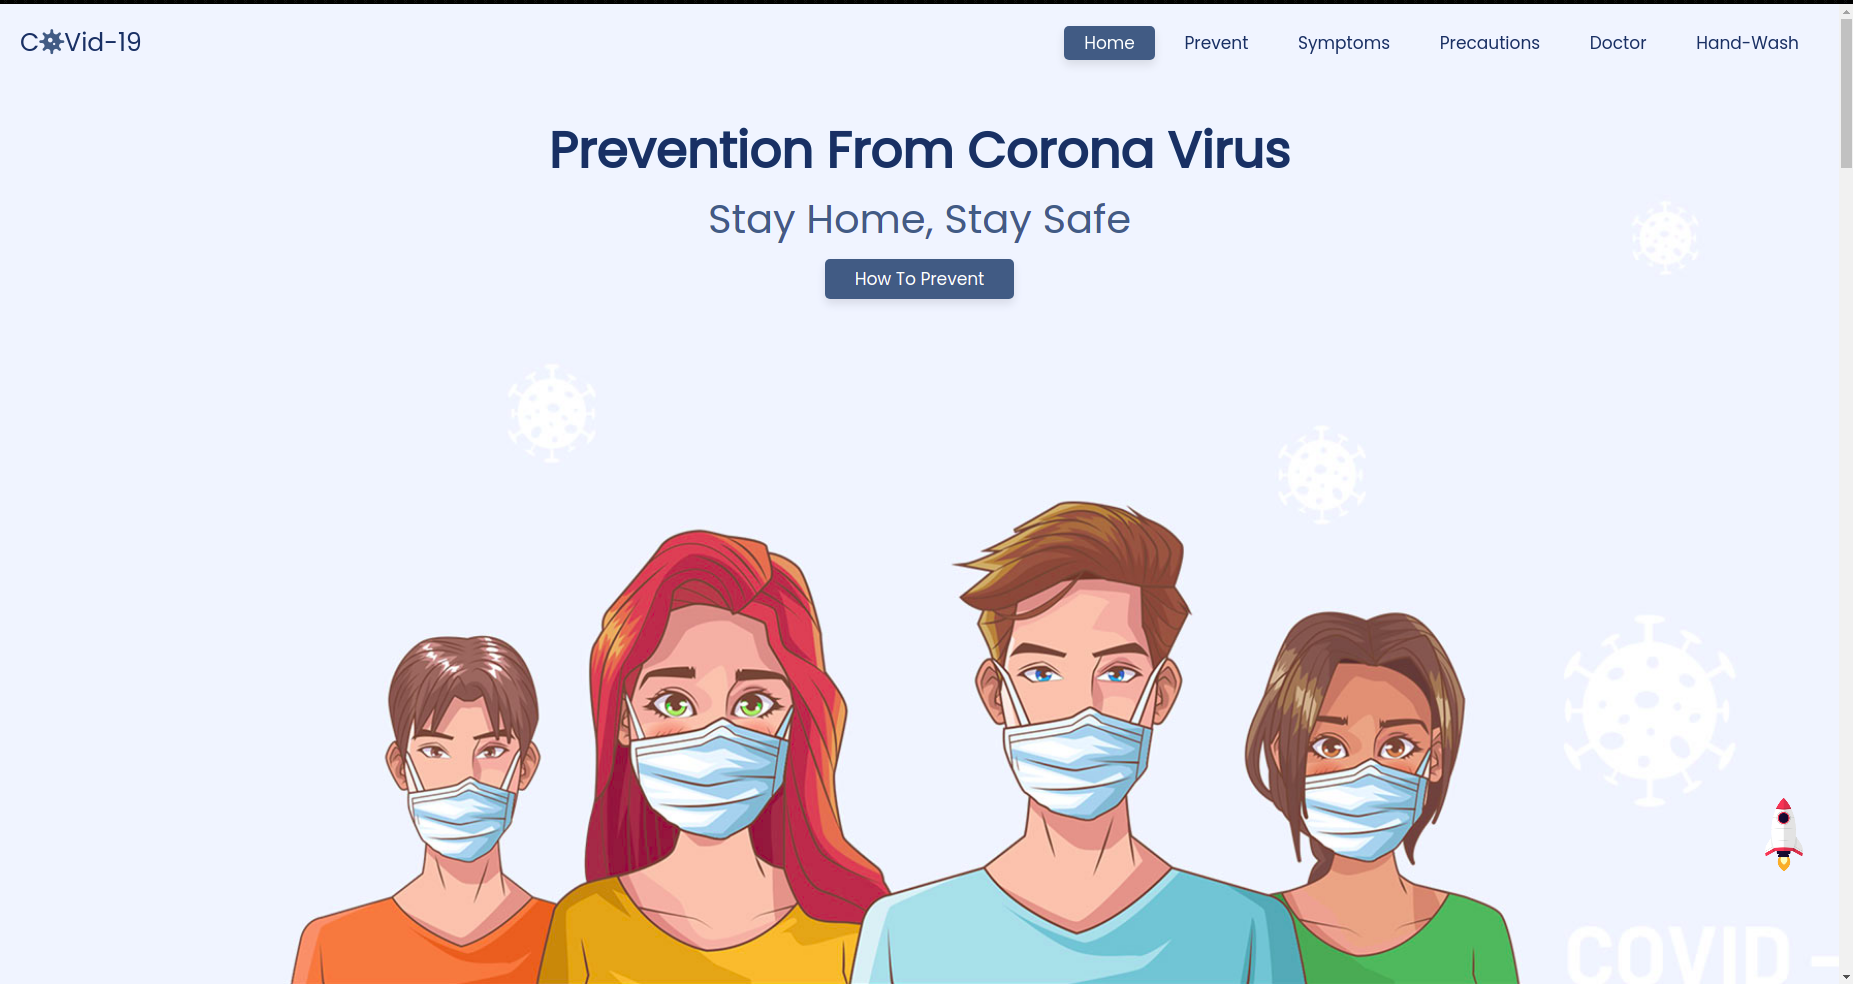 COVid-19
Home Prevent Symptoms Precautions Doctor Hand-Wash
Prevention From Corona Virus
Stay Home, Stay Safe
How To Prevent
COVID -